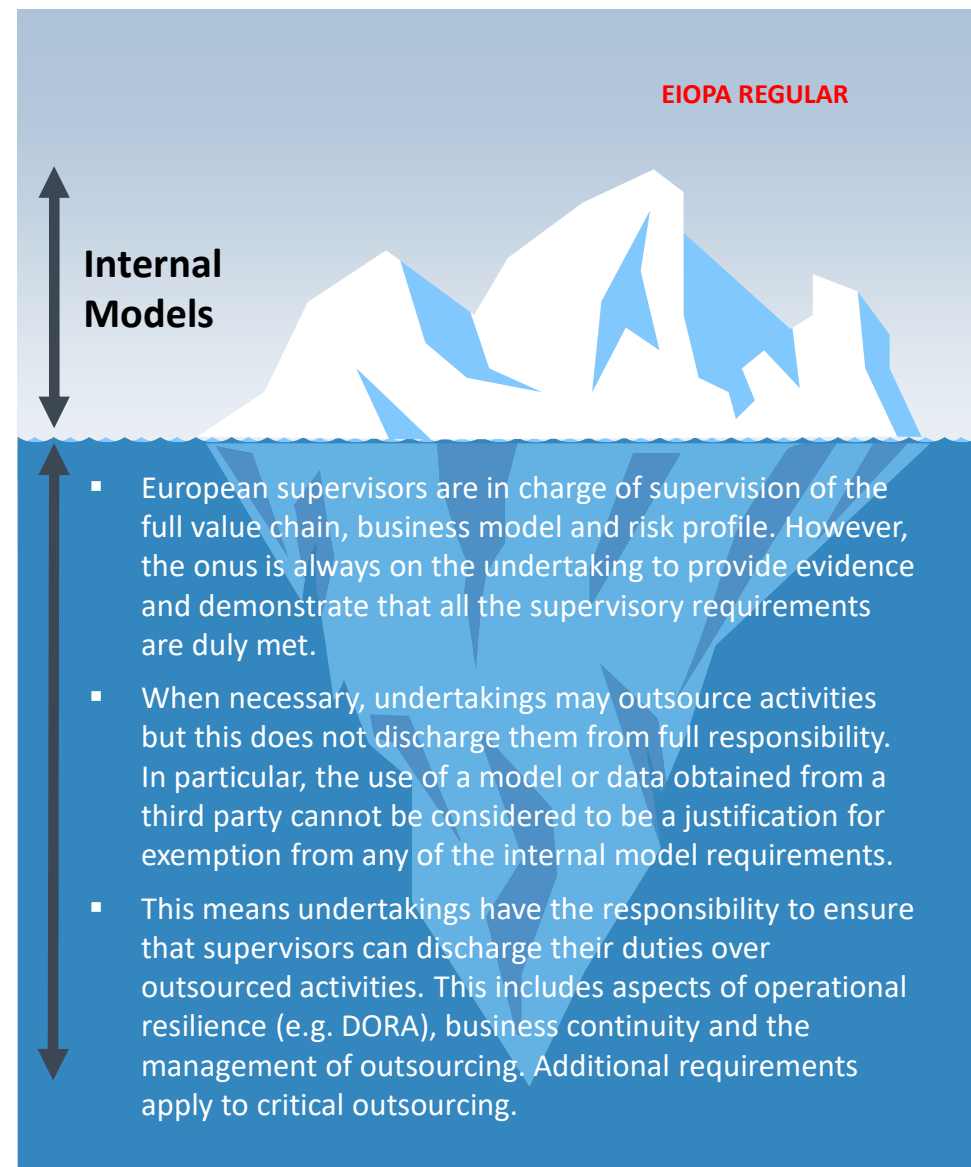 EIOPA REGULAR
Internal
Models
▪ European supervisors are in charge of supervision of the
full value chain, business model and risk profile. However,
the onus is always on the undertaking to provide evidence
and demonstrate that all the supervisory requirements
are duly met.
▪ When necessary, undertakings may outsource activities
but this does not discharge them from full responsibility.
In particular, the use of a model or data obtained from a
third party cannot be considered to be a justification for
exemption from any of the internal model requirements.
▪ This means undertakings have the responsibility to ensure
that supervisors can discharge their duties over
outsourced activities. This includes aspects of operational
resilience (e.g. DORA), business continuity and the
management of outsourcing. Additional requirements
apply to critical outsourcing.